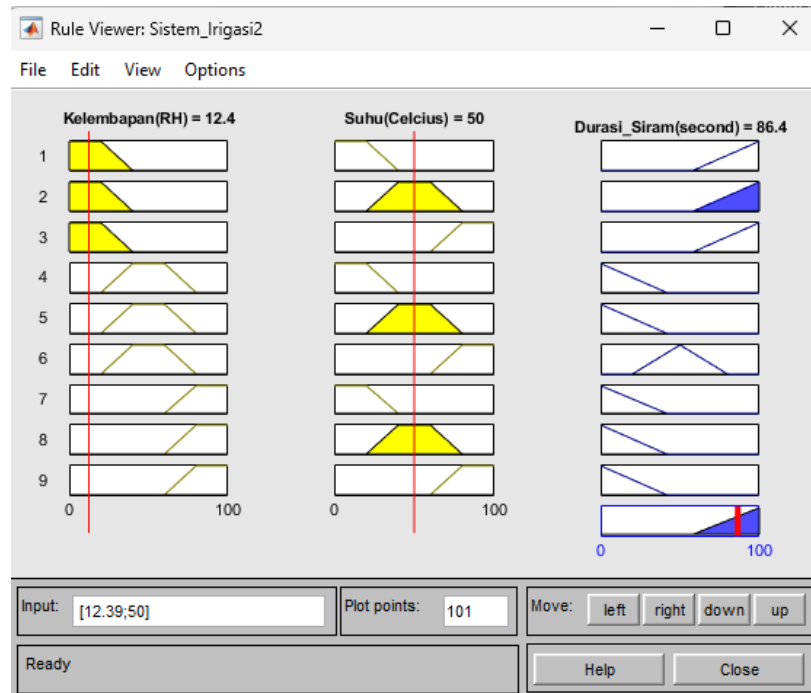 Rule Viewer: Sistem_Irigasi2
File Edit View Options
Kelembapan(RH) = 12.4
Suhu(Celcius) = 50
Durasi_Siram(second) = 86.4
1
2
3
4
5
6
7
8
9
0 100
0 100
0 100
Input: [12.39;50]
Plot points: 101
Move: left right down up
Ready
Help Close